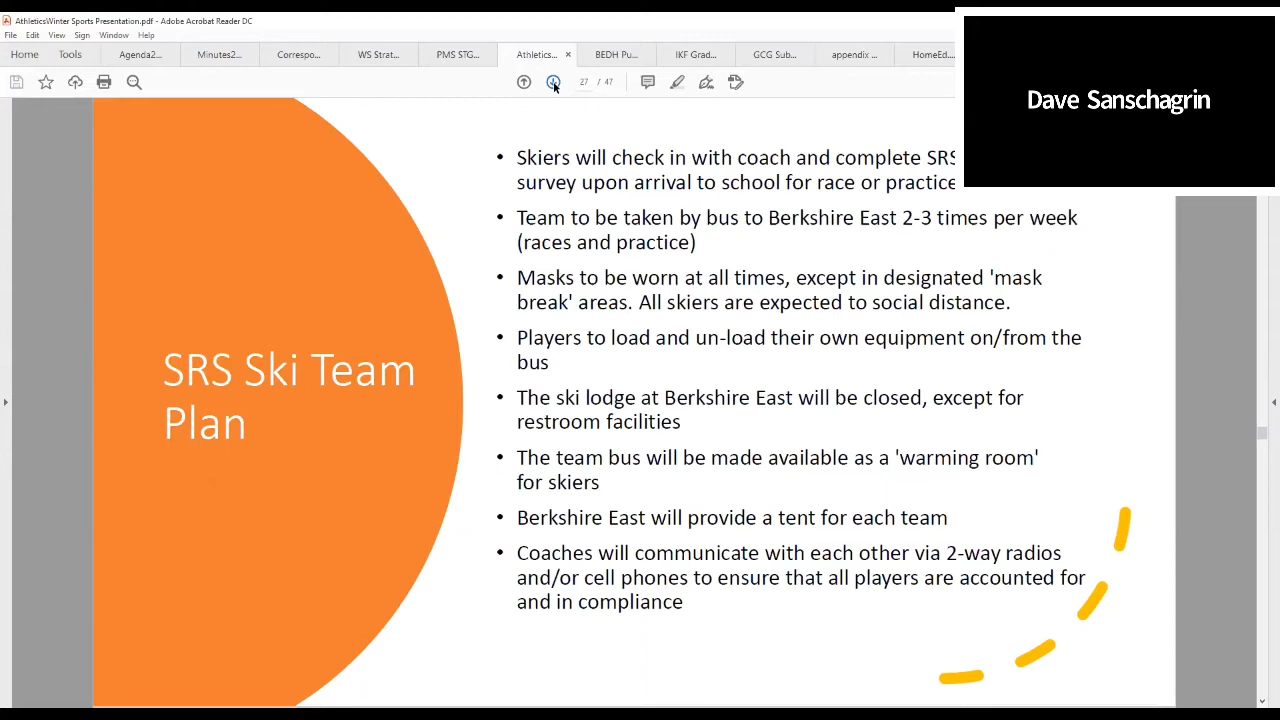 AthleticsWinter Sports Presentation.pdf - Adobe Acrobat Reader DC
File Edit View Sign Window Help
Home Tools Agenda2... Minutes2... Correspo... WS Strat... PMS STG... Athletics... × BEDH Pu... IKF Grad... GCG Sub... appendix ... HomeEd...
27 / 47
Dave Sanschagrin
SRS Ski Team
Plan
• Skiers will check in with coach and complete SRS
survey upon arrival to school for race or practice
• Team to be taken by bus to Berkshire East 2-3 times per week
(races and practice)
• Masks to be worn at all times, except in designated 'mask
break' areas. All skiers are expected to social distance.
• Players to load and un-load their own equipment on/from the
bus
• The ski lodge at Berkshire East will be closed, except for
restroom facilities
• The team bus will be made available as a 'warming room'
for skiers
• Berkshire East will provide a tent for each team
• Coaches will communicate with each other via 2-way radios
and/or cell phones to ensure that all players are accounted for
and in compliance